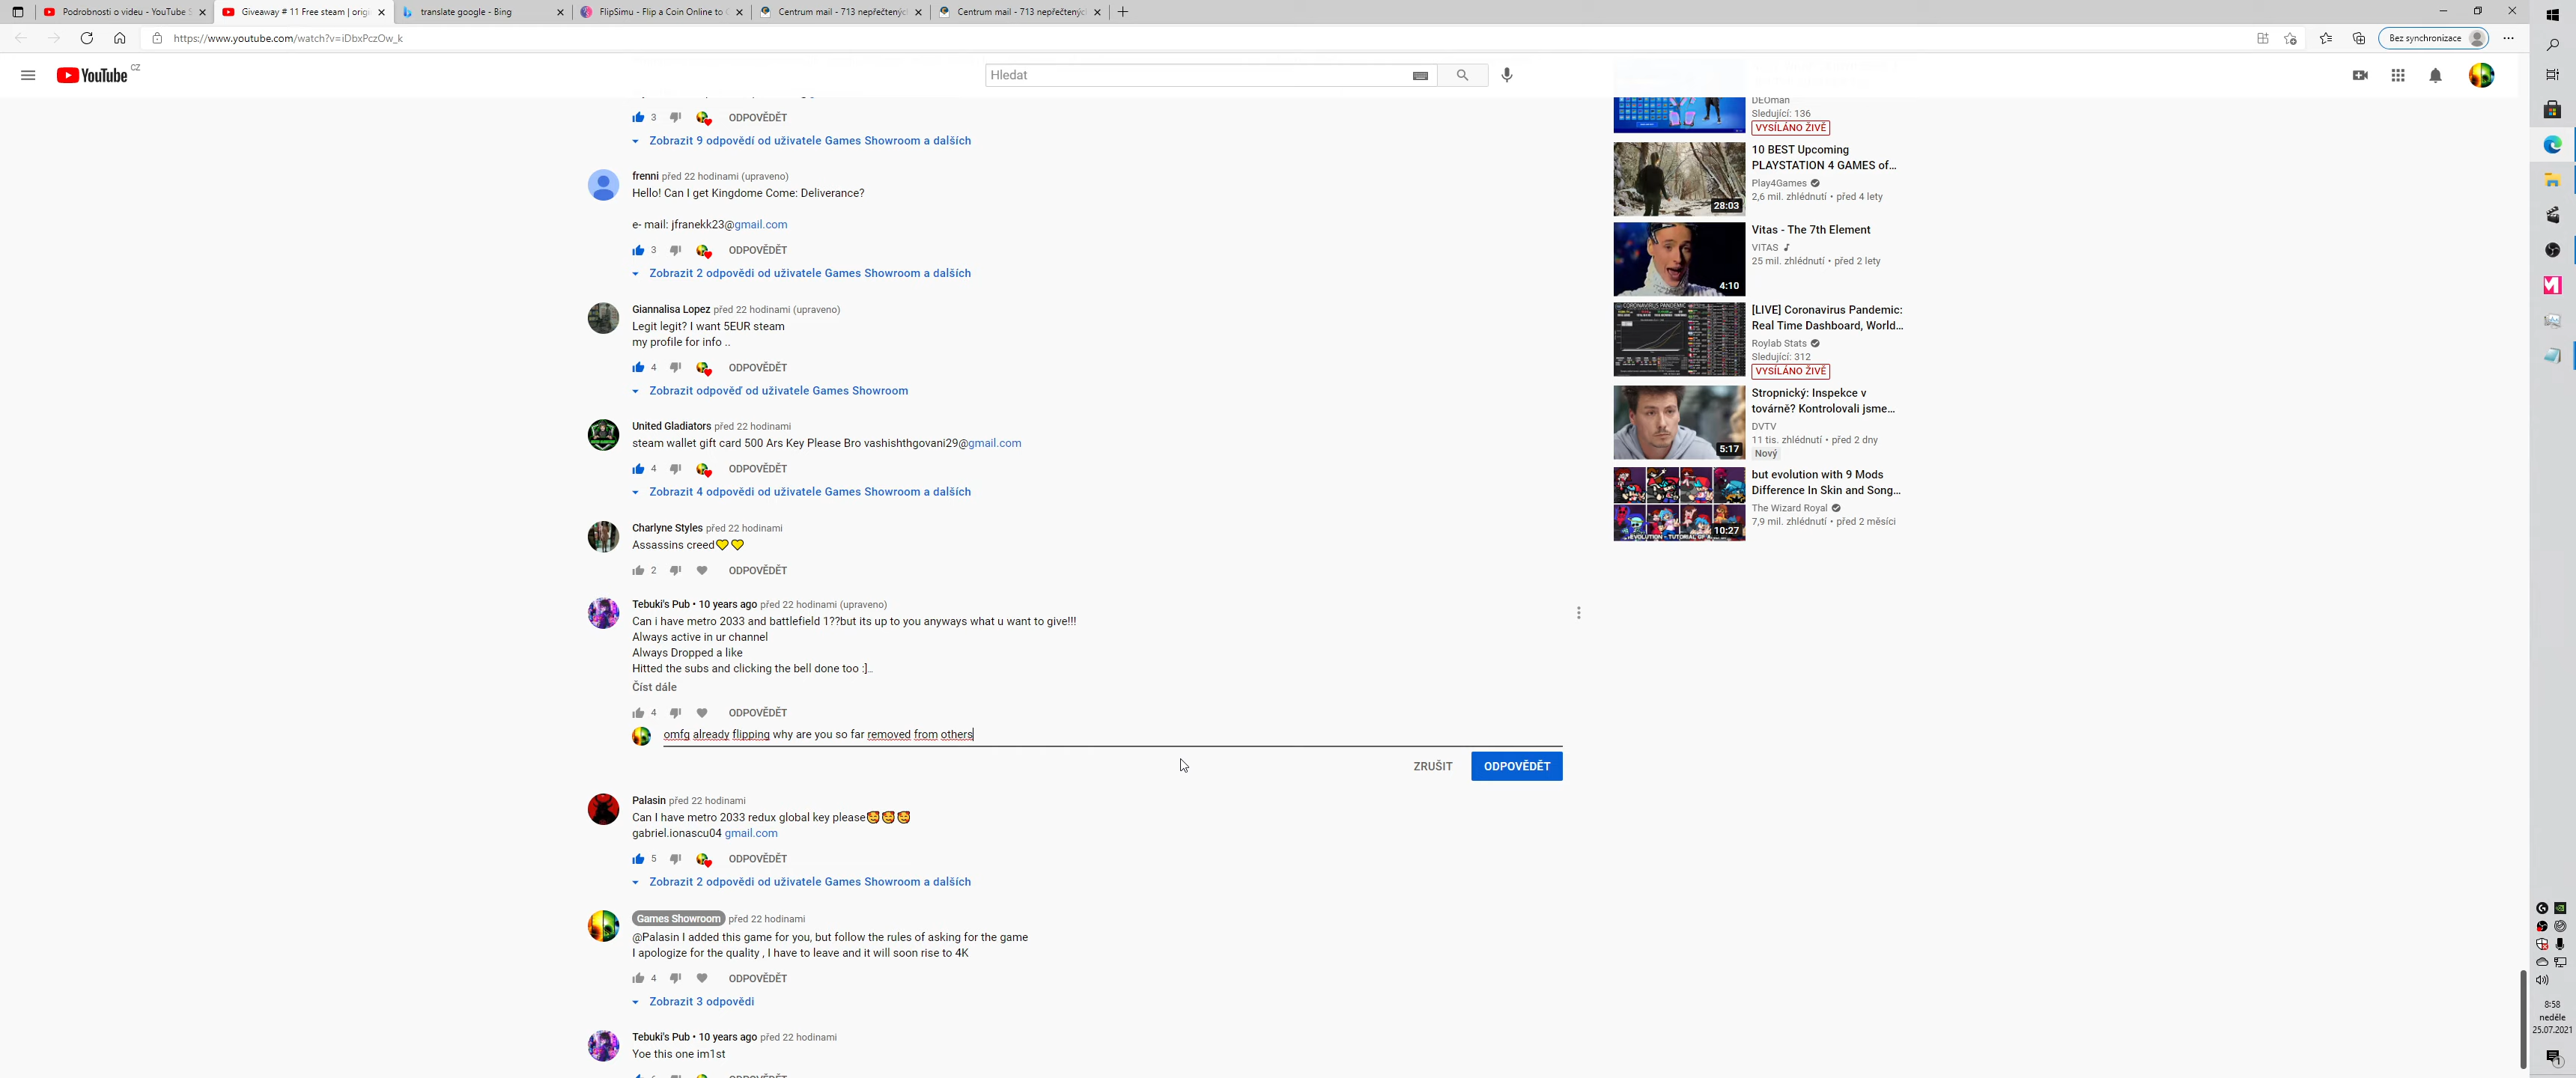 Podrobnosti o videu - YouTube S
Giveaway # 11 Free steam | origi
translate google - Bing
FlipSimu - Flip a Coin Online to
Centrum mail - 713 nepřečtenýc
Centrum mail - 713 nepřečtenýc
https://www.youtube.com/watch?v=iDbxPczOw_k
Bez synchronizace
YouTube CZ
Hledat
3 ODPOVĚDĚT
Zobrazit 9 odpovědí od uživatele Games Showroom a dalších
frenni před 22 hodinami (upraveno)
Hello! Can I get Kingdome Come: Deliverance?
e- mail: jfranekk23@gmail.com
3 ODPOVĚDĚT
Zobrazit 2 odpovědi od uživatele Games Showroom a dalších
Giannalisa Lopez před 22 hodinami (upraveno)
Legit legit? I want 5EUR steam
my profile for info ..
4 ODPOVĚDĚT
Zobrazit odpověď od uživatele Games Showroom
United Gladiators před 22 hodinami
steam wallet gift card 500 Ars Key Please Bro vashishthgovani29@gmail.com
4 ODPOVĚDĚT
Zobrazit 4 odpovědi od uživatele Games Showroom a dalších
Charlyne Styles před 22 hodinami
Assassins creed💛💛
2 ODPOVĚDĚT
Tebuki's Pub • 10 years ago před 22 hodinami (upraveno)
Can i have metro 2033 and battlefield 1??but its up to you anyways what u want to give!!!
Always active in ur channel
Always Dropped a like
Hitted the subs and clicking the bell done too :]..
Číst dále
4 ODPOVĚDĚT
omfg already flipping why are you so far removed from others
ZRUŠIT ODPOVĚDĚT
Palasin před 22 hodinami
Can I have metro 2033 redux global key please🥰🥰🥰
gabriel.ionascu04 gmail.com
5 ODPOVĚDĚT
Zobrazit 2 odpovědi od uživatele Games Showroom a dalších
Games Showroom před 22 hodinami
@Palasin I added this game for you, but follow the rules of asking for the game
I apologize for the quality , I have to leave and it will soon rise to 4K
4 ODPOVĚDĚT
Zobrazit 3 odpovědi
Tebuki's Pub • 10 years ago před 22 hodinami
Yoe this one im1st
DEOman
Sledující: 136
VYSÍLÁNO ŽIVĚ
10 BEST Upcoming
PLAYSTATION 4 GAMES of...
Play4Games
2,6 mil. zhlédnutí • před 4 lety
28:03
Vitas - The 7th Element
VITAS
25 mil. zhlédnutí • před 2 lety
4:10
[LIVE] Coronavirus Pandemic:
Real Time Dashboard, World...
Roylab Stats
Sledující: 312
VYSÍLÁNO ŽIVĚ
CORONAVIRUS PANDEMIC
Stropnický: Inspekce v
továrně? Kontrolovali jsme...
DVTV
11 tis. zhlédnutí • před 2 dny
Nový
5:17
but evolution with 9 Mods
Difference In Skin and Song...
The Wizard Royal
7,9 mil. zhlédnutí • před 2 měsíci
10:27
8:58
neděle
25.07.2021
1